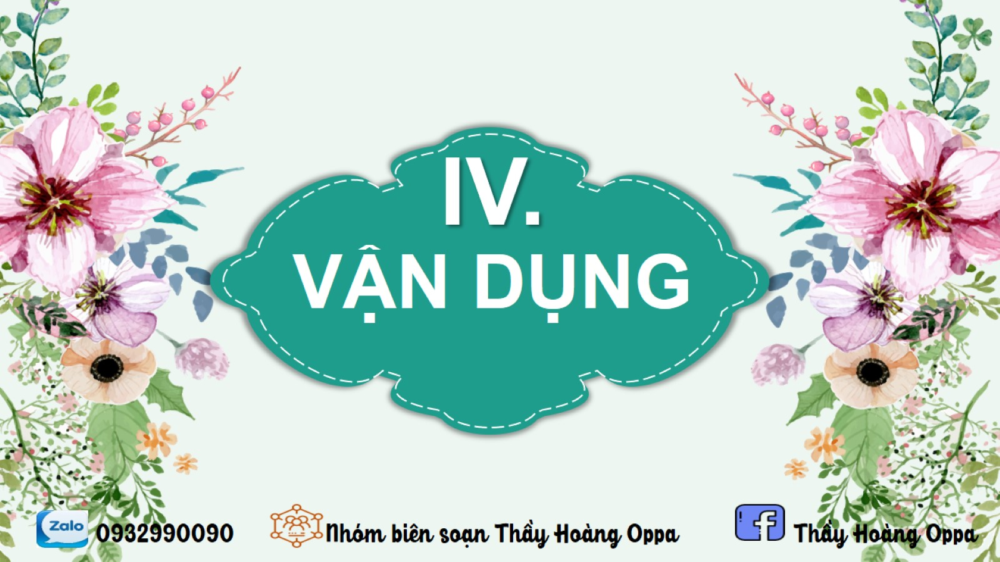 IV.
VẬN DỤNG
Zalo 0932990090 Nhóm biên soạn Thầy Hoàng Oppa Thầy Hoàng Oppa